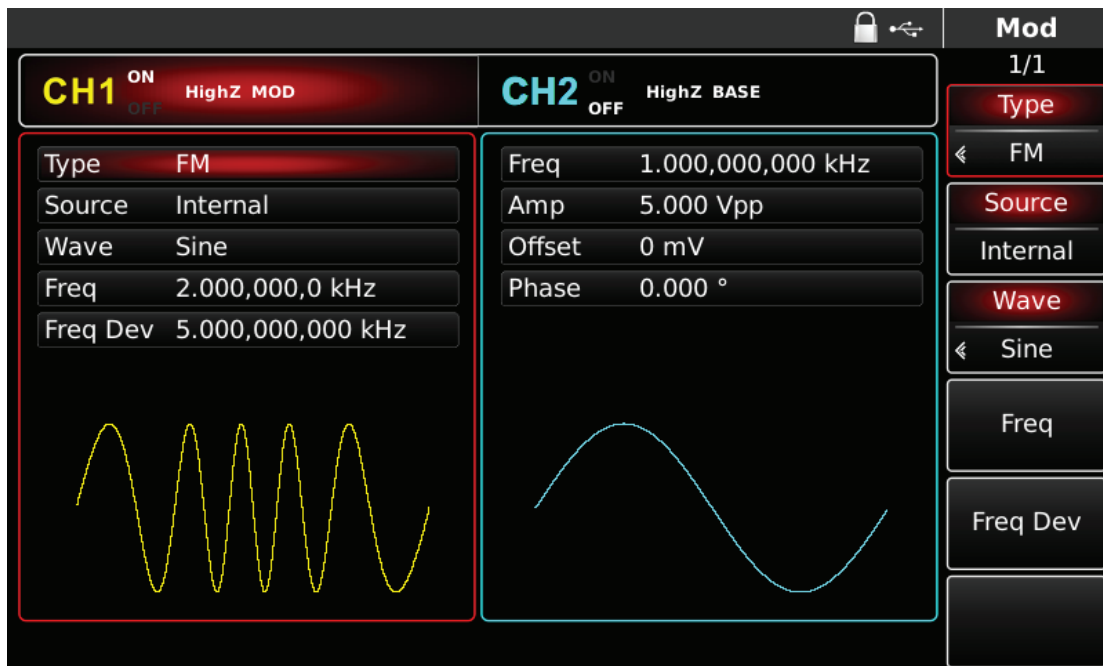 Mod
1/1
CH1 ON OFF HighZ MOD
CH2 ON OFF HighZ BASE
Type FM
Source Internal
Wave Sine
Freq 2.000,000,0 kHz
Freq Dev 5.000,000,000 kHz
Freq 1.000,000,000 kHz
Amp 5.000 Vpp
Offset 0 mV
Phase 0.000 °
Type
FM
Source
Internal
Wave
Sine
Freq
Freq Dev